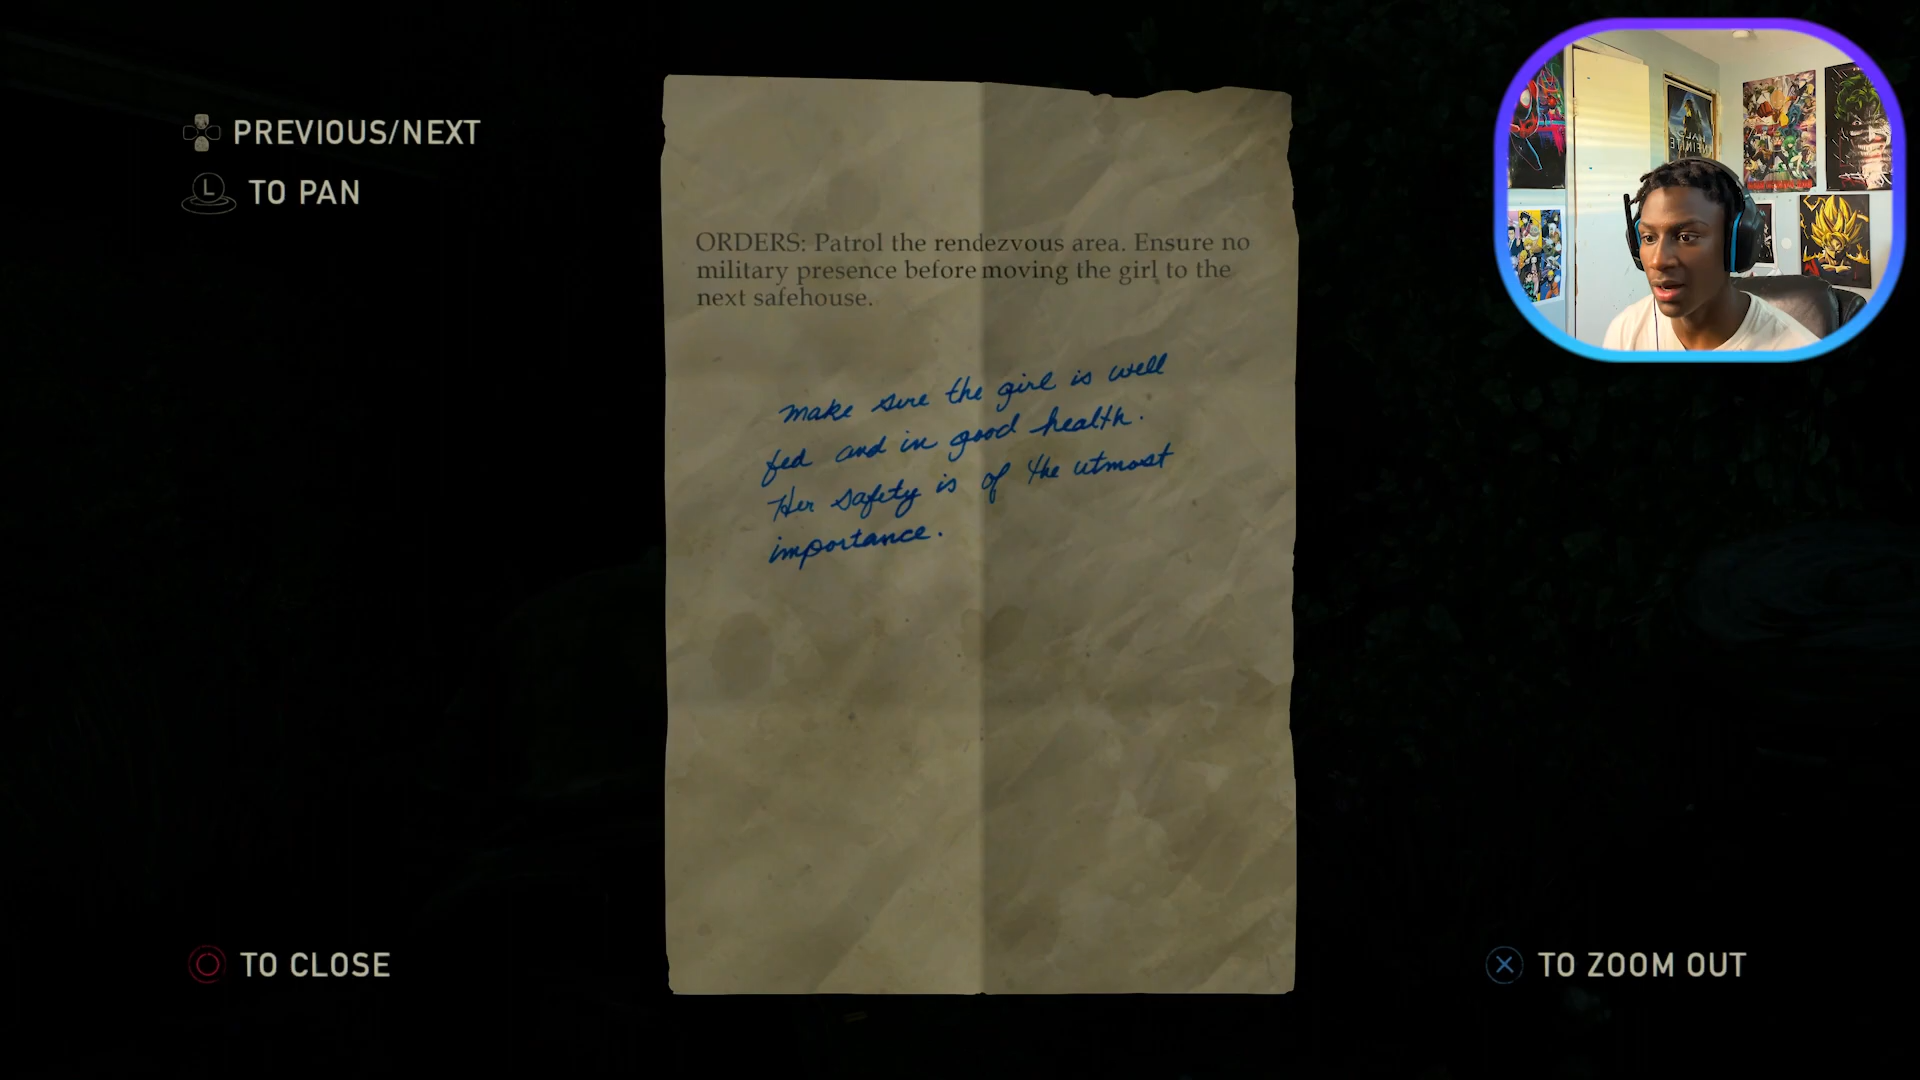 PREVIOUS/NEXT
L TO PAN
ORDERS: Patrol the rendezvous area. Ensure no
military presence before moving the girl to the
next safehouse.
Make sure the girl is well
fed and in good health.
Her safety is of the utmost
importance.
TO CLOSE
TO ZOOM OUT
HALO
INFINITE